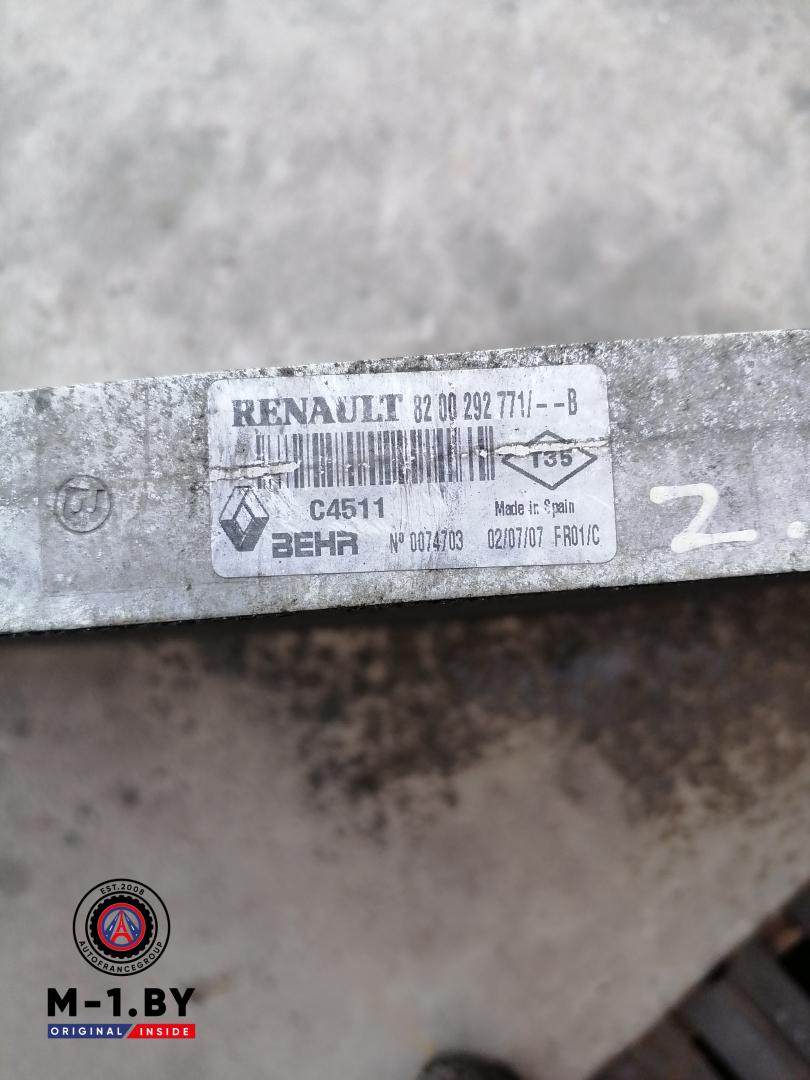 RENAULT 82 00 292 771/--B
T35
C4511
Made in Spain
BEHR Nº 0074703 02/07/07 FR01/C
2.
EST.2008
AUTOFRANCEGROUP
M-1.BY
ORIGINAL INSIDE